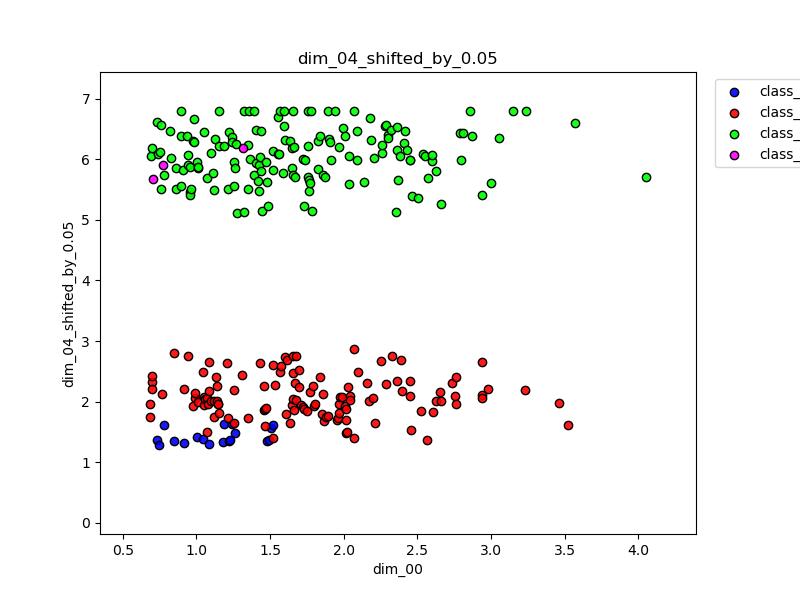 dim_04_shifted_by_0.05
7
6
5
4
3
2
1
0
0.5
1.0
1.5
2.0
2.5
3.0
3.5
4.0
dim_00
dim_04_shifted_by_0.05
class_
class_
class_
class_